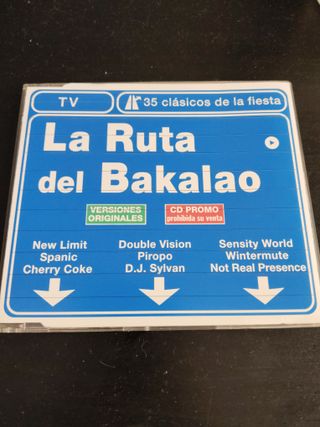 TV
35 clásicos de la fiesta
La Ruta
del Bakalao
VERSIONES
ORIGINALES
CD PROMO
prohibida su venta
New Limit
Spanic
Cherry Coke
Double Vision
Piropo
D.J. Sylvan
Sensity World
Wintermute
Not Real Presence